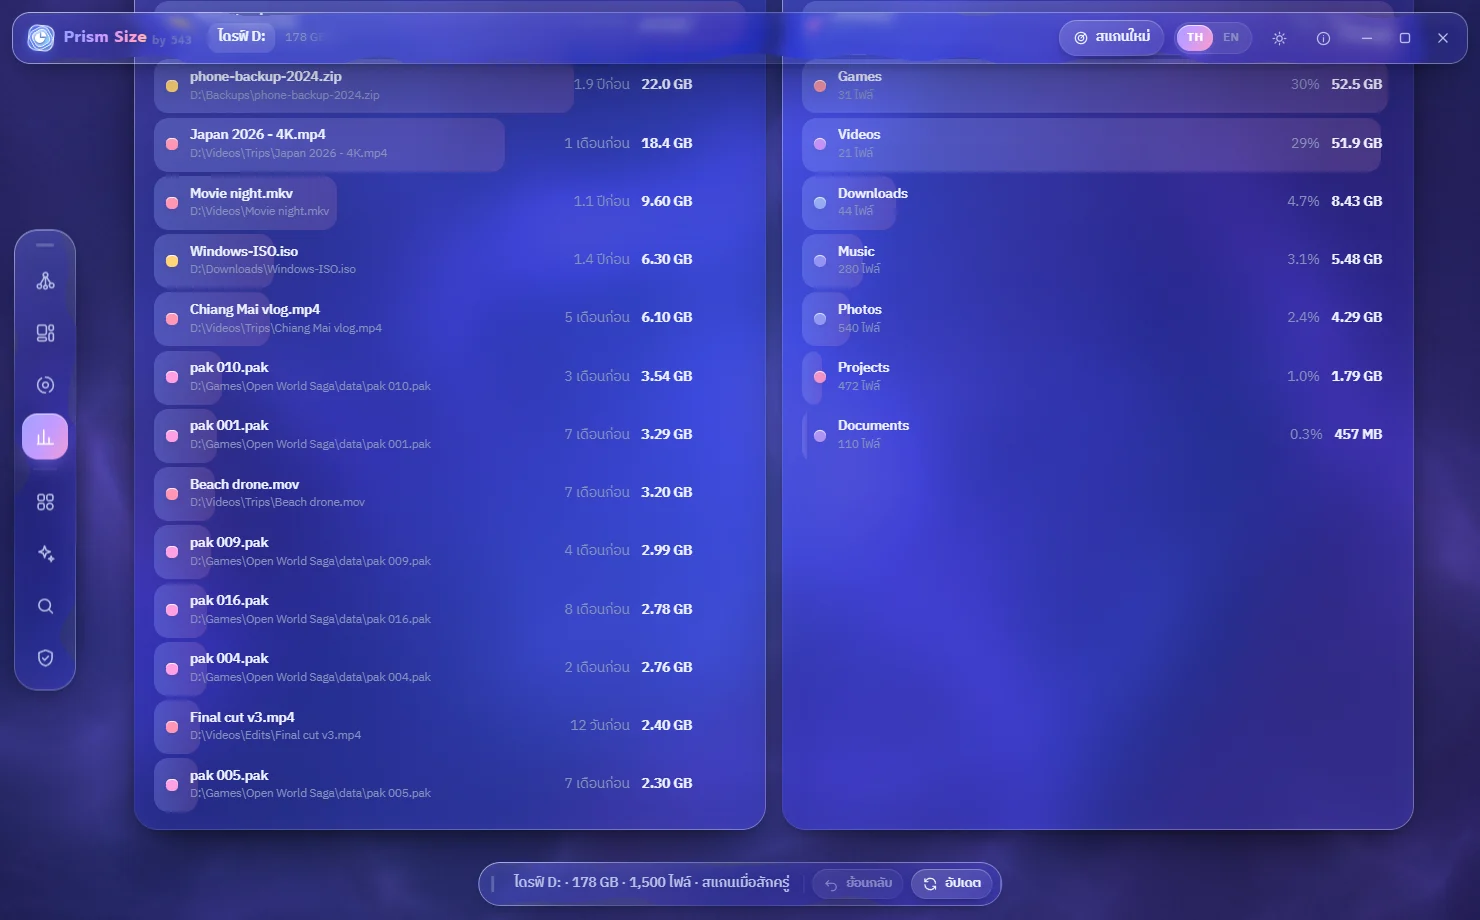 Prism Size by 543
ไดรฟ์ D:
178 GB
สแกนใหม่
TH
EN
phone-backup-2024.zip
D:\Backups\phone-backup-2024.zip
1.9 ปีก่อน 22.0 GB
Japan 2026 - 4K.mp4
D:\Videos\Trips\Japan 2026 - 4K.mp4
1 เดือนก่อน 18.4 GB
Movie night.mkv
D:\Videos\Movie night.mkv
1.1 ปีก่อน 9.60 GB
Windows-ISO.iso
D:\Downloads\Windows-ISO.iso
1.4 ปีก่อน 6.30 GB
Chiang Mai vlog.mp4
D:\Videos\Trips\Chiang Mai vlog.mp4
5 เดือนก่อน 6.10 GB
pak 010.pak
D:\Games\Open World Saga\data\pak 010.pak
3 เดือนก่อน 3.54 GB
pak 001.pak
D:\Games\Open World Saga\data\pak 001.pak
7 เดือนก่อน 3.29 GB
Beach drone.mov
D:\Videos\Trips\Beach drone.mov
7 เดือนก่อน 3.20 GB
pak 009.pak
D:\Games\Open World Saga\data\pak 009.pak
4 เดือนก่อน 2.99 GB
pak 016.pak
D:\Games\Open World Saga\data\pak 016.pak
8 เดือนก่อน 2.78 GB
pak 004.pak
D:\Games\Open World Saga\data\pak 004.pak
2 เดือนก่อน 2.76 GB
Final cut v3.mp4
D:\Videos\Edits\Final cut v3.mp4
12 วันก่อน 2.40 GB
pak 005.pak
D:\Games\Open World Saga\data\pak 005.pak
7 เดือนก่อน 2.30 GB
Games
31 ไฟล์
30% 52.5 GB
Videos
21 ไฟล์
29% 51.9 GB
Downloads
44 ไฟล์
4.7% 8.43 GB
Music
280 ไฟล์
3.1% 5.48 GB
Photos
540 ไฟล์
2.4% 4.29 GB
Projects
472 ไฟล์
1.0% 1.79 GB
Documents
110 ไฟล์
0.3% 457 MB
ไดรฟ์ D: · 178 GB · 1,500 ไฟล์ · สแกนเมื่อสักครู่
ย้อนกลับ
อัปเดต